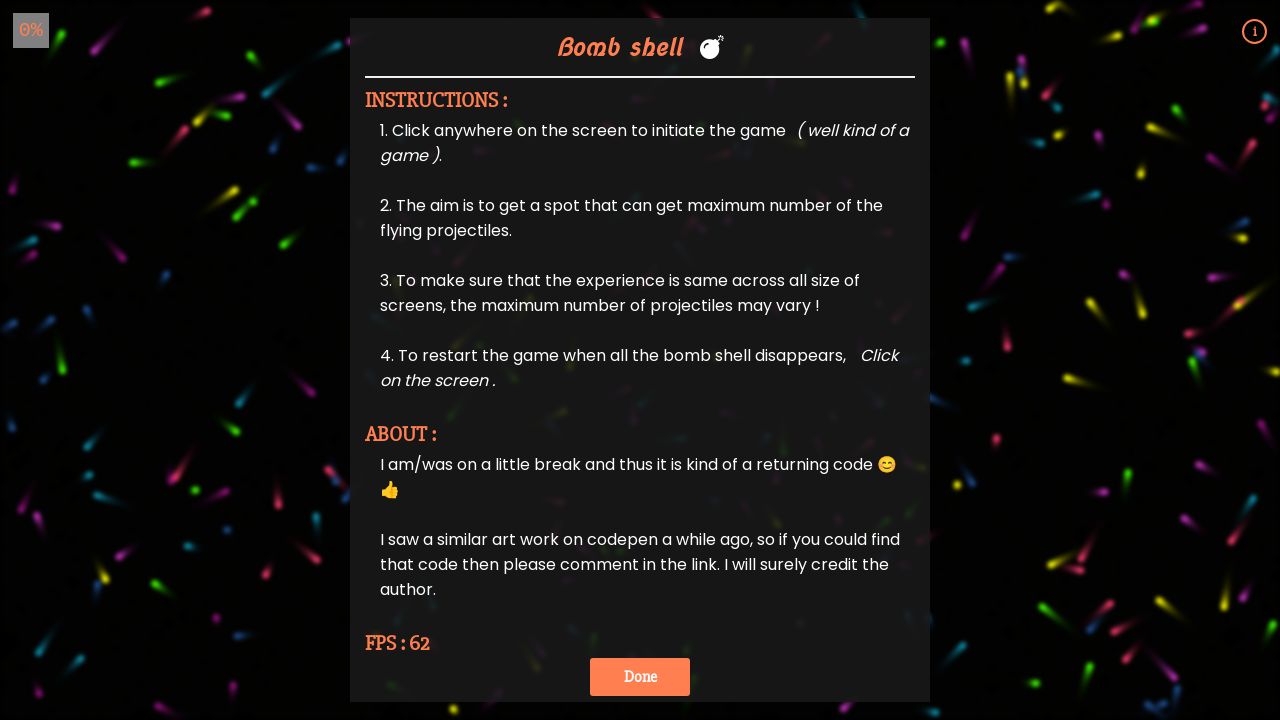 0%
i
Bomb shell 💣
INSTRUCTIONS :
1. Click anywhere on the screen to initiate the game ( well kind of a
game ).
2. The aim is to get a spot that can get maximum number of the
flying projectiles.
3. To make sure that the experience is same across all size of
screens, the maximum number of projectiles may vary !
4. To restart the game when all the bomb shell disappears, Click
on the screen .
ABOUT :
I am/was on a little break and thus it is kind of a returning code 😊
👍
I saw a similar art work on codepen a while ago, so if you could find
that code then please comment in the link. I will surely credit the
author.
FPS : 62
Done